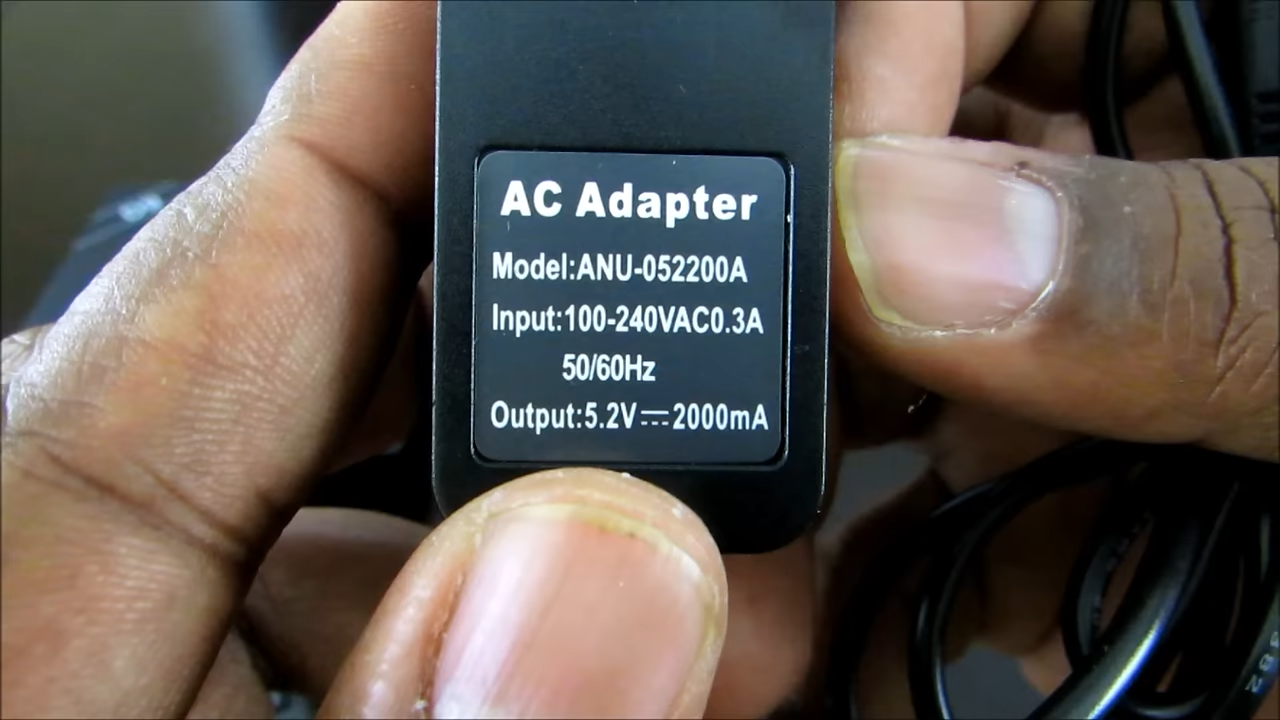 AC Adapter
Model:ANU-052200A
Input:100-240VAC0.3A
50/60Hz
Output:5.2V⎓2000mA